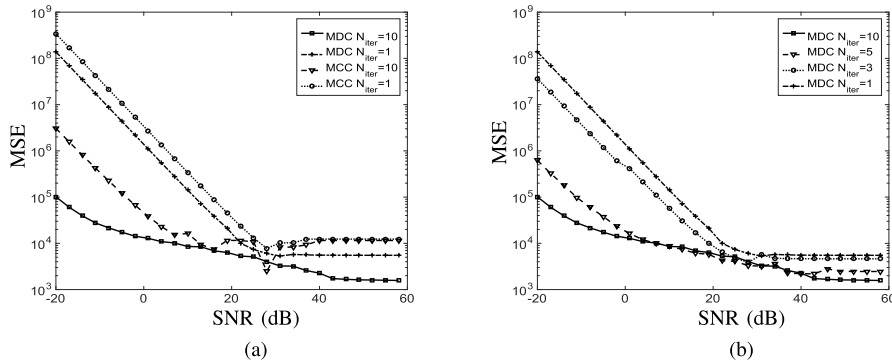 10^9
10^8
10^7
10^6
10^5
10^4
10^3
MSE
-20 0 20 40 60
SNR (dB)
MDC N_iter=10
MDC N_iter=1
MCC N_iter=10
MCC N_iter=1
(a)
10^9
10^8
10^7
10^6
10^5
10^4
10^3
MSE
-20 0 20 40 60
SNR (dB)
MDC N_iter=10
MDC N_iter=5
MDC N_iter=3
MDC N_iter=1
(b)